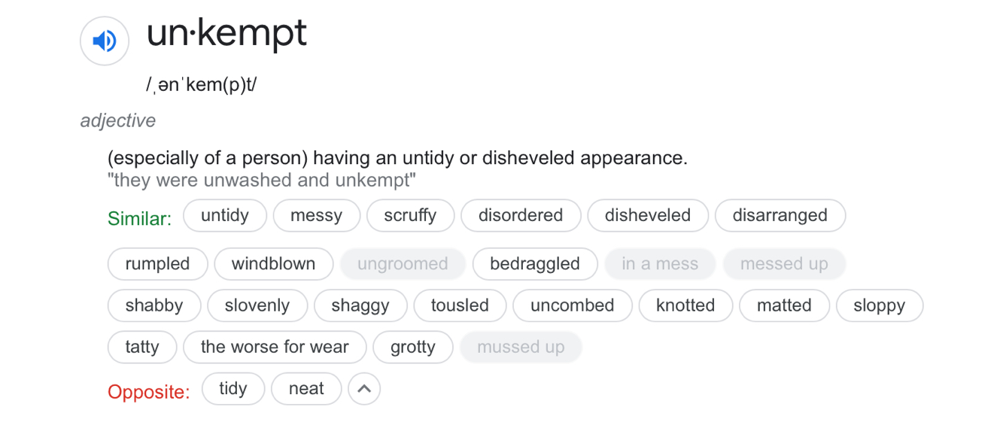 un·kempt
/ˌənˈkem(p)t/
adjective
(especially of a person) having an untidy or disheveled appearance.
"they were unwashed and unkempt"
Similar: untidy messy scruffy disordered disheveled disarranged
rumpled windblown ungroomed bedraggled in a mess messed up
shabby slovenly shaggy tousled uncombed knotted matted sloppy
tatty the worse for wear grotty mussed up
Opposite: tidy neat